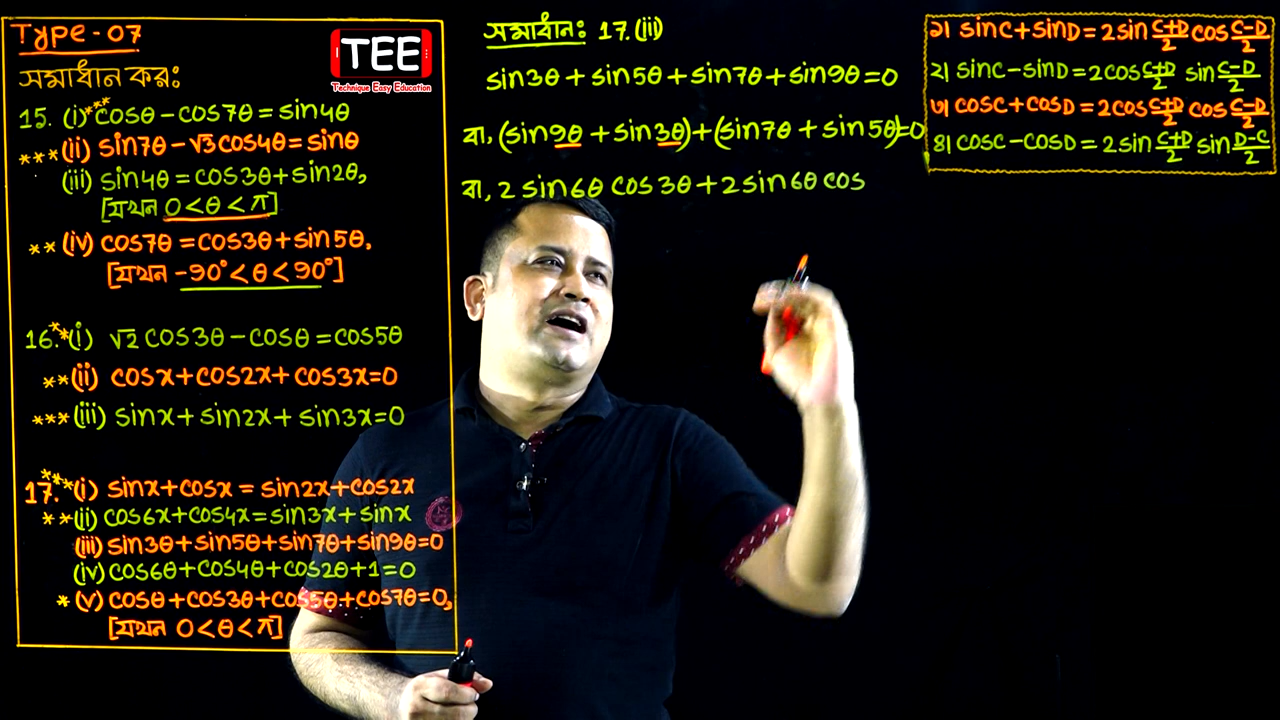 Type-07
TEE
Technique Easy Education
সমাধান করঃ
15. (i)** cosθ - cos7θ = sin4θ
***(ii) sin7θ - √3cos4θ = sinθ
(iii) sin4θ = cos3θ + sin2θ,
[যখন 0<θ<π]
**(iv) cos7θ = cos3θ + sin5θ,
[যখন -90°<θ<90°]
16.**(i) √2 cos3θ - cosθ = cos5θ
**(ii) cosx + cos2x + cos3x=0
***(iii) sinx + sin2x + sin3x=0
17.***(i) sinx + cosx = sin2x + cos2x
**(ii) cos6x + cos4x = sin3x + sinx
(iii) sin3θ + sin5θ + sin7θ + sin9θ=0
(iv) cos6θ + cos4θ + cos2θ + 1=0
*(v) cosθ + cos3θ + cos5θ + cos7θ=0,
[যখন 0<θ<π]
সমাধান: 17.(iii)
sin3θ + sin5θ + sin7θ + sin9θ = 0
বা, (sin9θ + sin3θ) + (sin7θ + sin5θ)=0
বা, 2 sin6θ cos3θ + 2sin6θ cos
১। sinC + sinD = 2sin (C+D)/2 cos (C-D)/2
২। sinC - sinD = 2cos (C+D)/2 sin (C-D)/2
৩। cosC + cosD = 2cos (C+D)/2 cos (C-D)/2
৪। cosC - cosD = 2sin (C+D)/2 sin (D-C)/2